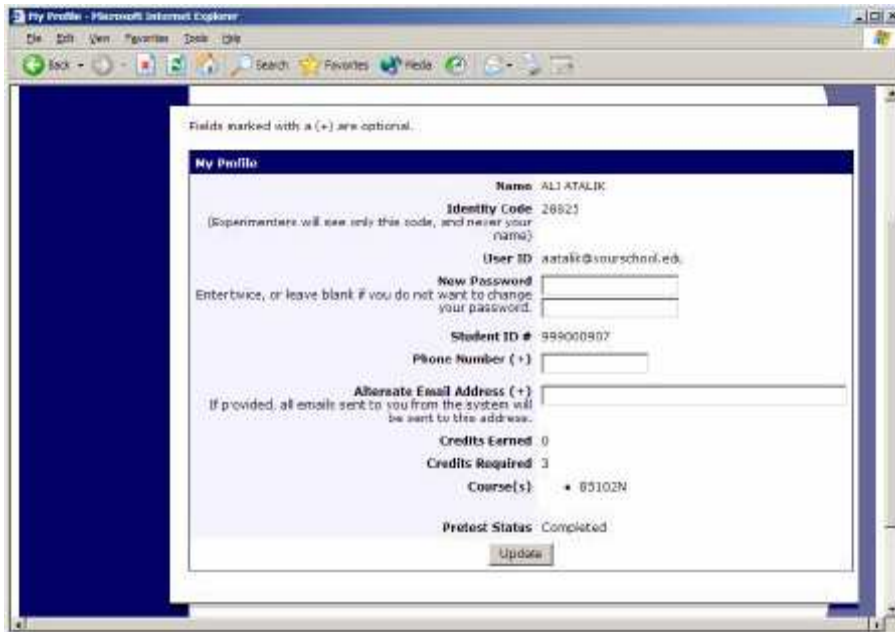 My Profile - Microsoft Internet Explorer
File Edit View Favorites Tools Help
Back Search Favorites Media
Fields marked with a (+) are optional.
My Profile
Name ALI ATALIK
Identity Code 28825
(Experimenters will see only this code, and never your
name)
User ID aatalik@yourschool.edu
New Password
Enter twice, or leave blank if you do not want to change
your password.
Student ID # 999000907
Phone Number (+)
Alternate Email Address (+)
If provided, all emails sent to you from the system will
be sent to this address.
Credits Earned 0
Credits Required 3
Course(s) • 85102N
Pretest Status Completed
Update